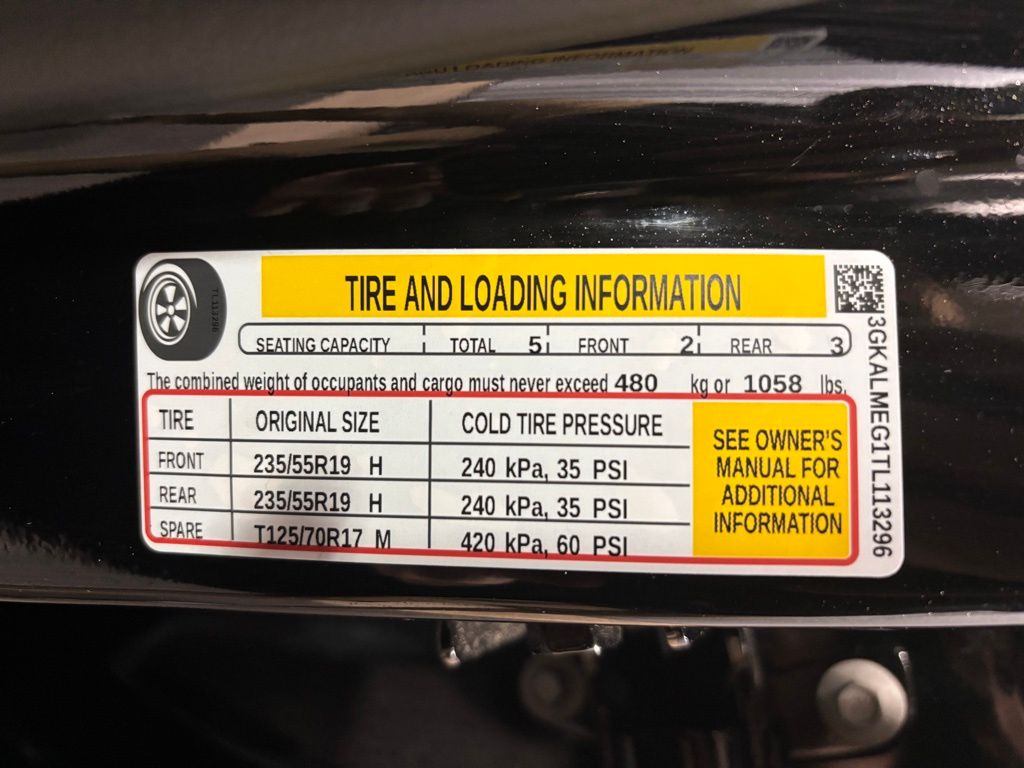 TIRE AND LOADING INFORMATION
TL113296
SEATING CAPACITY TOTAL 5 FRONT 2 REAR 3
The combined weight of occupants and cargo must never exceed 480 kg or 1058 lbs.
TIRE ORIGINAL SIZE COLD TIRE PRESSURE
FRONT 235/55R19 H 240 kPa, 35 PSI
REAR 235/55R19 H 240 kPa, 35 PSI
SPARE T125/70R17 M 420 kPa, 60 PSI
SEE OWNER'S
MANUAL FOR
ADDITIONAL
INFORMATION
3GKALMEG1TL113296